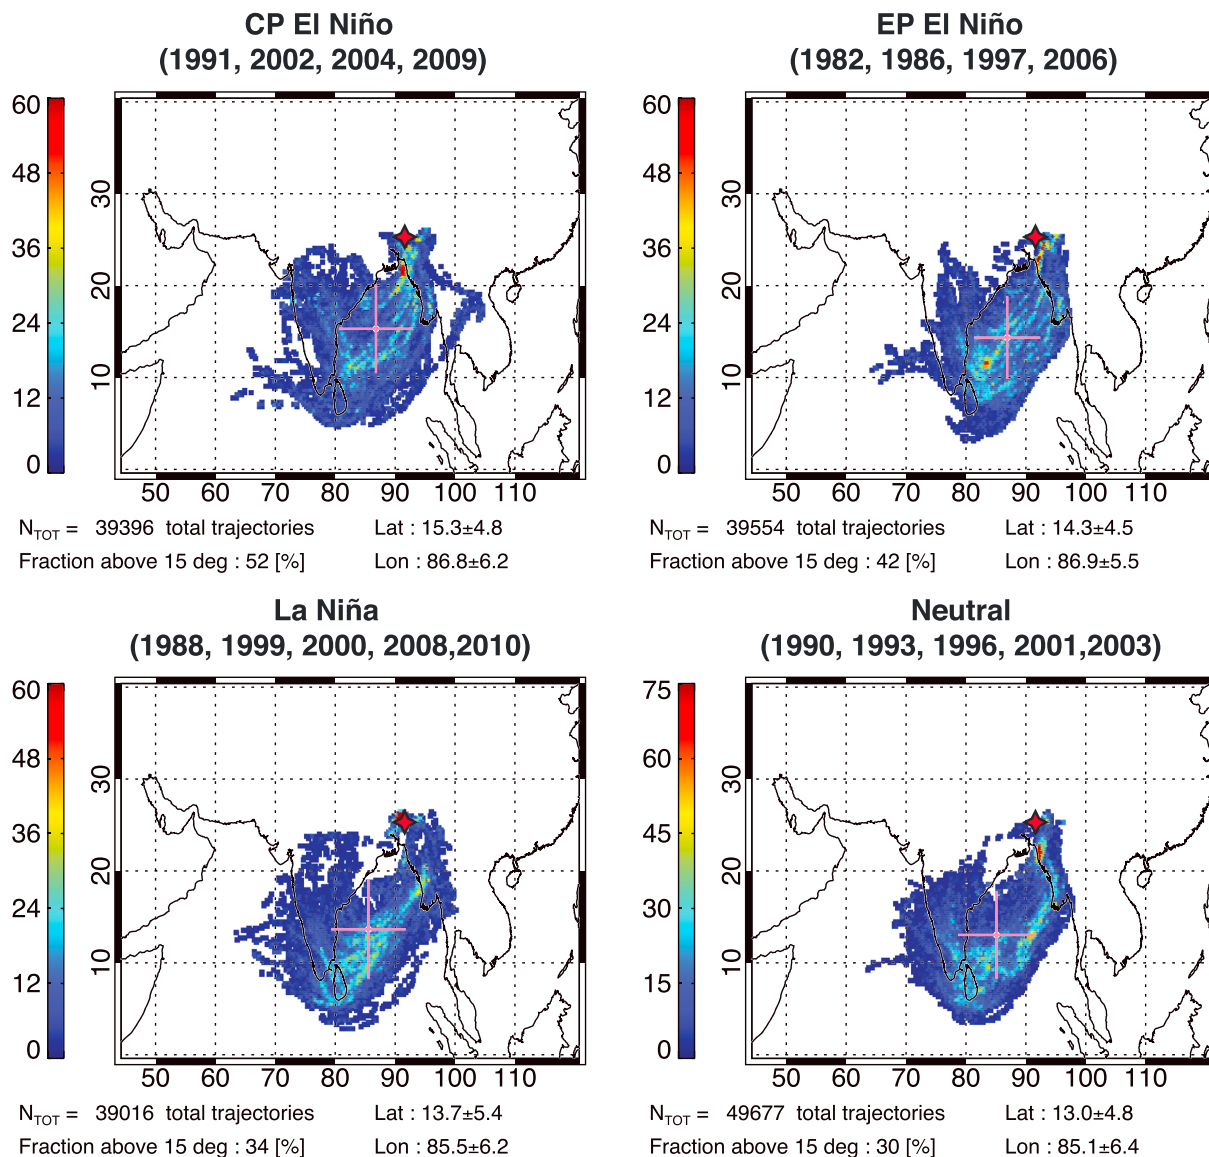 CP El Niño
(1991, 2002, 2004, 2009)
60
48
36
24
12
0
30
20
10
50 60 70 80 90 100 110
N_TOT = 39396 total trajectories Lat : 15.3±4.8
Fraction above 15 deg : 52 [%] Lon : 86.8±6.2
EP El Niño
(1982, 1986, 1997, 2006)
60
48
36
24
12
0
30
20
10
50 60 70 80 90 100 110
N_TOT = 39554 total trajectories Lat : 14.3±4.5
Fraction above 15 deg : 42 [%] Lon : 86.9±5.5
La Niña
(1988, 1999, 2000, 2008,2010)
60
48
36
24
12
0
30
20
10
50 60 70 80 90 100 110
N_TOT = 39016 total trajectories Lat : 13.7±5.4
Fraction above 15 deg : 34 [%] Lon : 85.5±6.2
Neutral
(1990, 1993, 1996, 2001,2003)
75
60
45
30
15
0
30
20
10
50 60 70 80 90 100 110
N_TOT = 49677 total trajectories Lat : 13.0±4.8
Fraction above 15 deg : 30 [%] Lon : 85.1±6.4